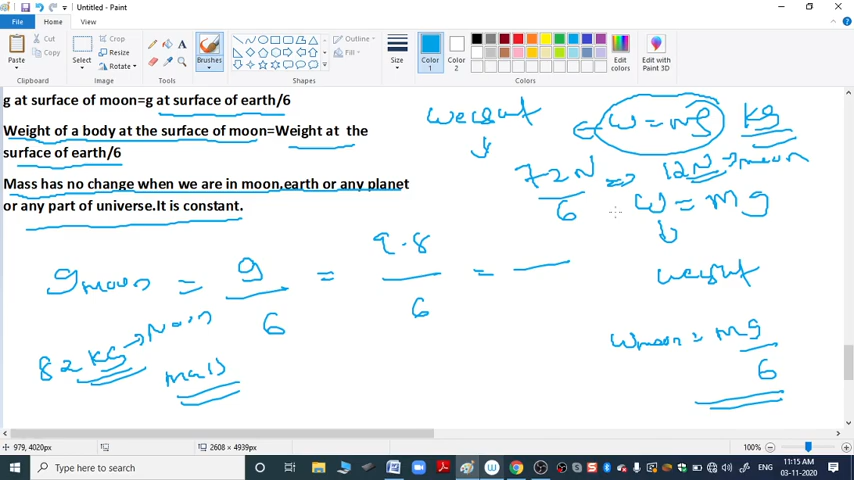 Untitled - Paint
File Home View
Paste Cut Copy Clipboard
Select Crop Resize Rotate Image
Tools
Brushes
Outline Fill Shapes
Size
Color 1 Color 2 Edit colors Edit with Paint 3D Colors
g at surface of moon=g at surface of earth/6
Weight of a body at the surface of moon=Weight at the
surface of earth/6
Mass has no change when we are in moon,earth or any planet
or any part of universe.It is constant.
weight w=mg kg
72N/6 ⇒ 12N→moon
w=mg
weight
gmoon = g/6 = 9.8/6 =
82 kg→
mass
wmoon = mg/6
979, 4020px 2608 × 4939px 100%
Type here to search
ENG 11:15 AM 03-11-2020